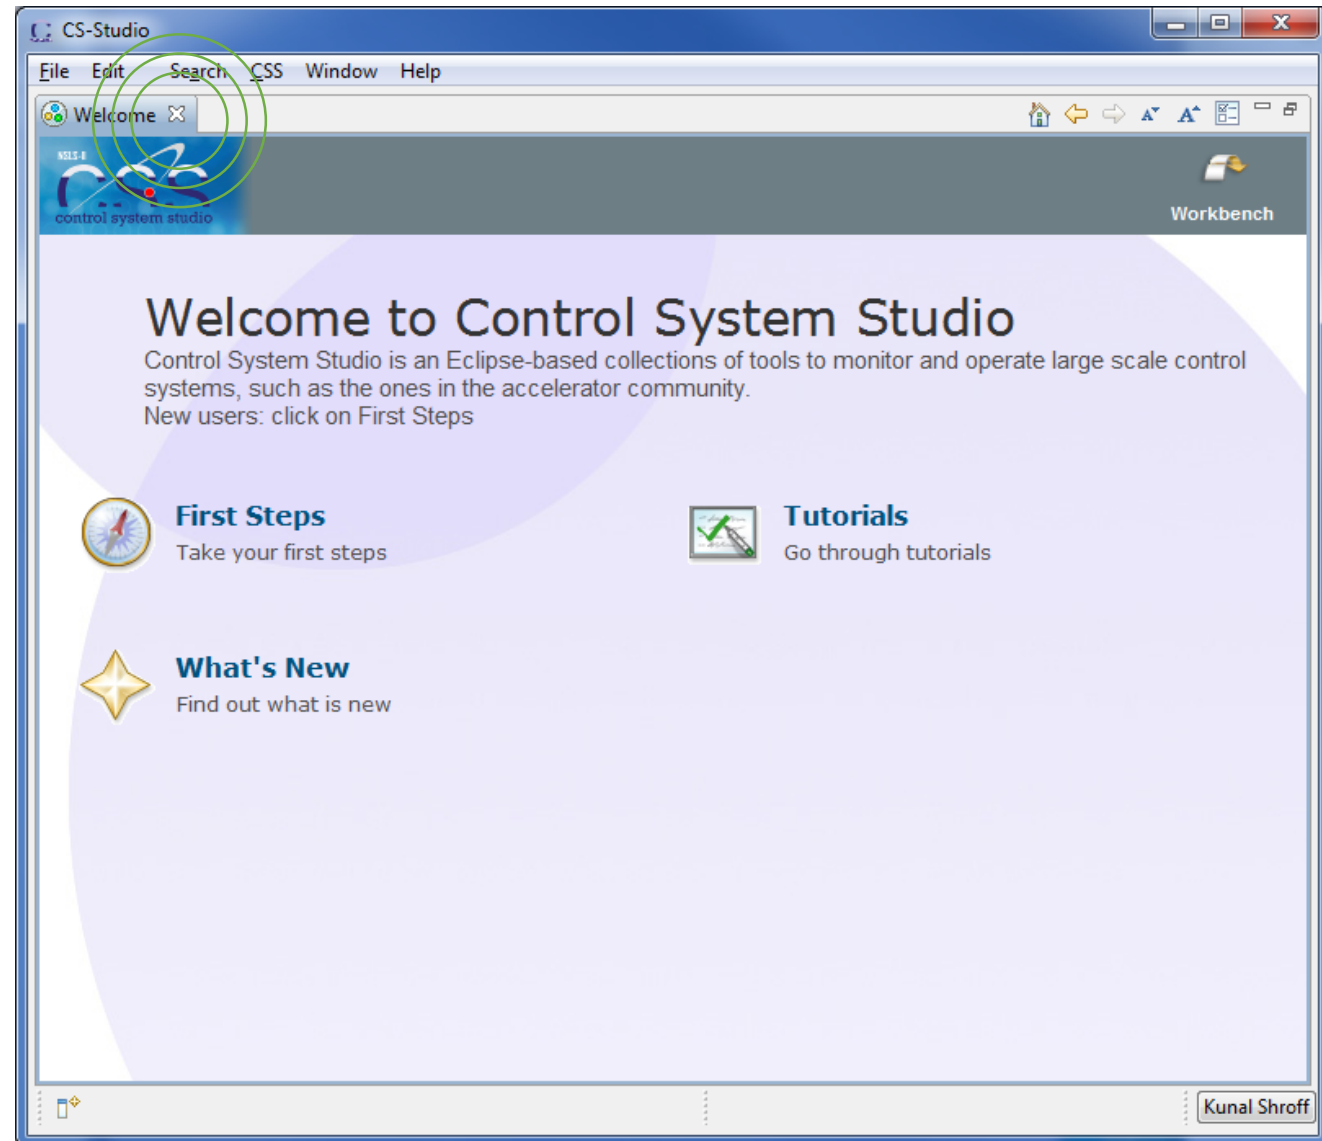 CS-Studio
File Edit Search CSS Window Help
Welcome
NSLS-II
CSS
control system studio
Workbench
Welcome to Control System Studio
Control System Studio is an Eclipse-based collections of tools to monitor and operate large scale control
systems, such as the ones in the accelerator community.
New users: click on First Steps
First Steps
Take your first steps
Tutorials
Go through tutorials
What's New
Find out what is new
Kunal Shroff